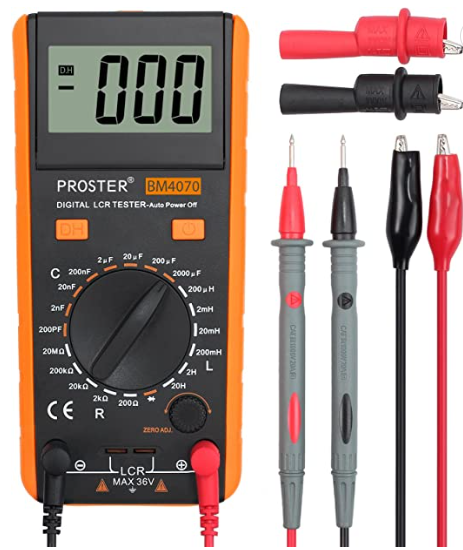 DH
- 000
PROSTER® BM4070
DIGITAL LCR TESTER-Auto Power Off
DH
C
200PF
2nF
20nF
200nF
2μF
20μF
200μF
2000μF
200μH
2mH
20mH
200mH
L
2H
20H
200Ω
2kΩ
R
20kΩ
200kΩ
20MΩ
CE
ZERO ADJ.
LCR
MAX 36V